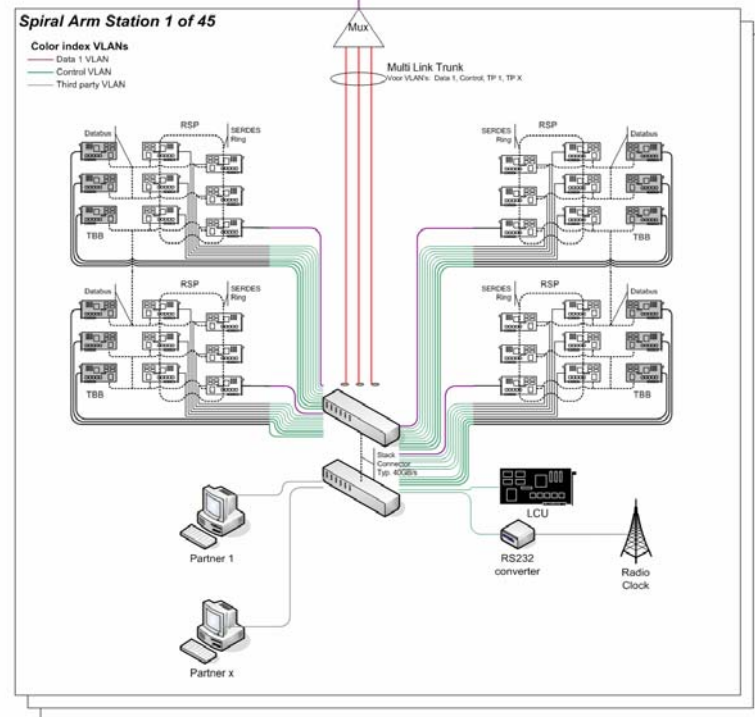 Spiral Arm Station 1 of 45
Mux
Color index VLANs
Data 1 VLAN
Control VLAN
Third party VLAN
Multi Link Trunk
Voor VLAN's: Data 1, Control, TP 1, TP X
Databus
RSP
SERDES
Ring
TBB
SERDES
Ring
RSP
Databus
TBB
Databus
RSP
SERDES
Ring
TBB
SERDES
Ring
RSP
Databus
TBB
Stack
Connector
Typ. 40GB/s
Partner 1
LCU
RS232
converter
Radio
Clock
Partner x